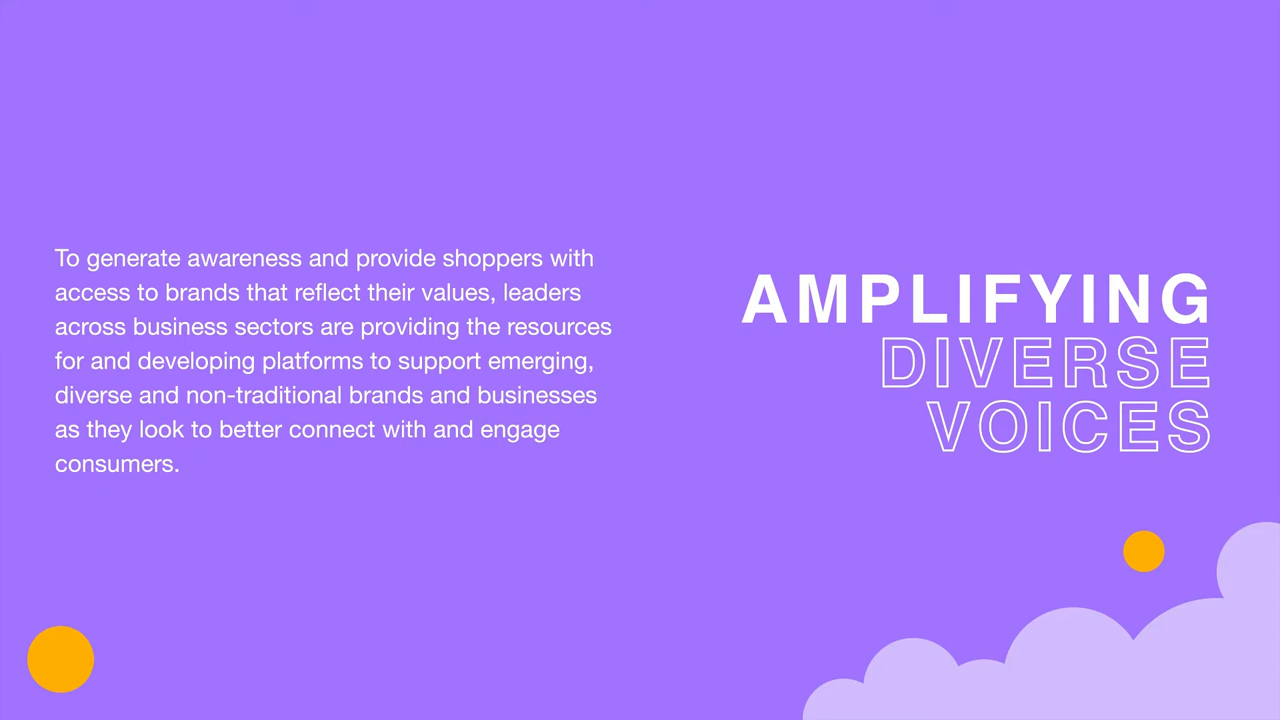 To generate awareness and provide shoppers with
access to brands that reflect their values, leaders
across business sectors are providing the resources
for and developing platforms to support emerging,
diverse and non-traditional brands and businesses
as they look to better connect with and engage
consumers.
AMPLIFYING
DIVERSE
VOICES